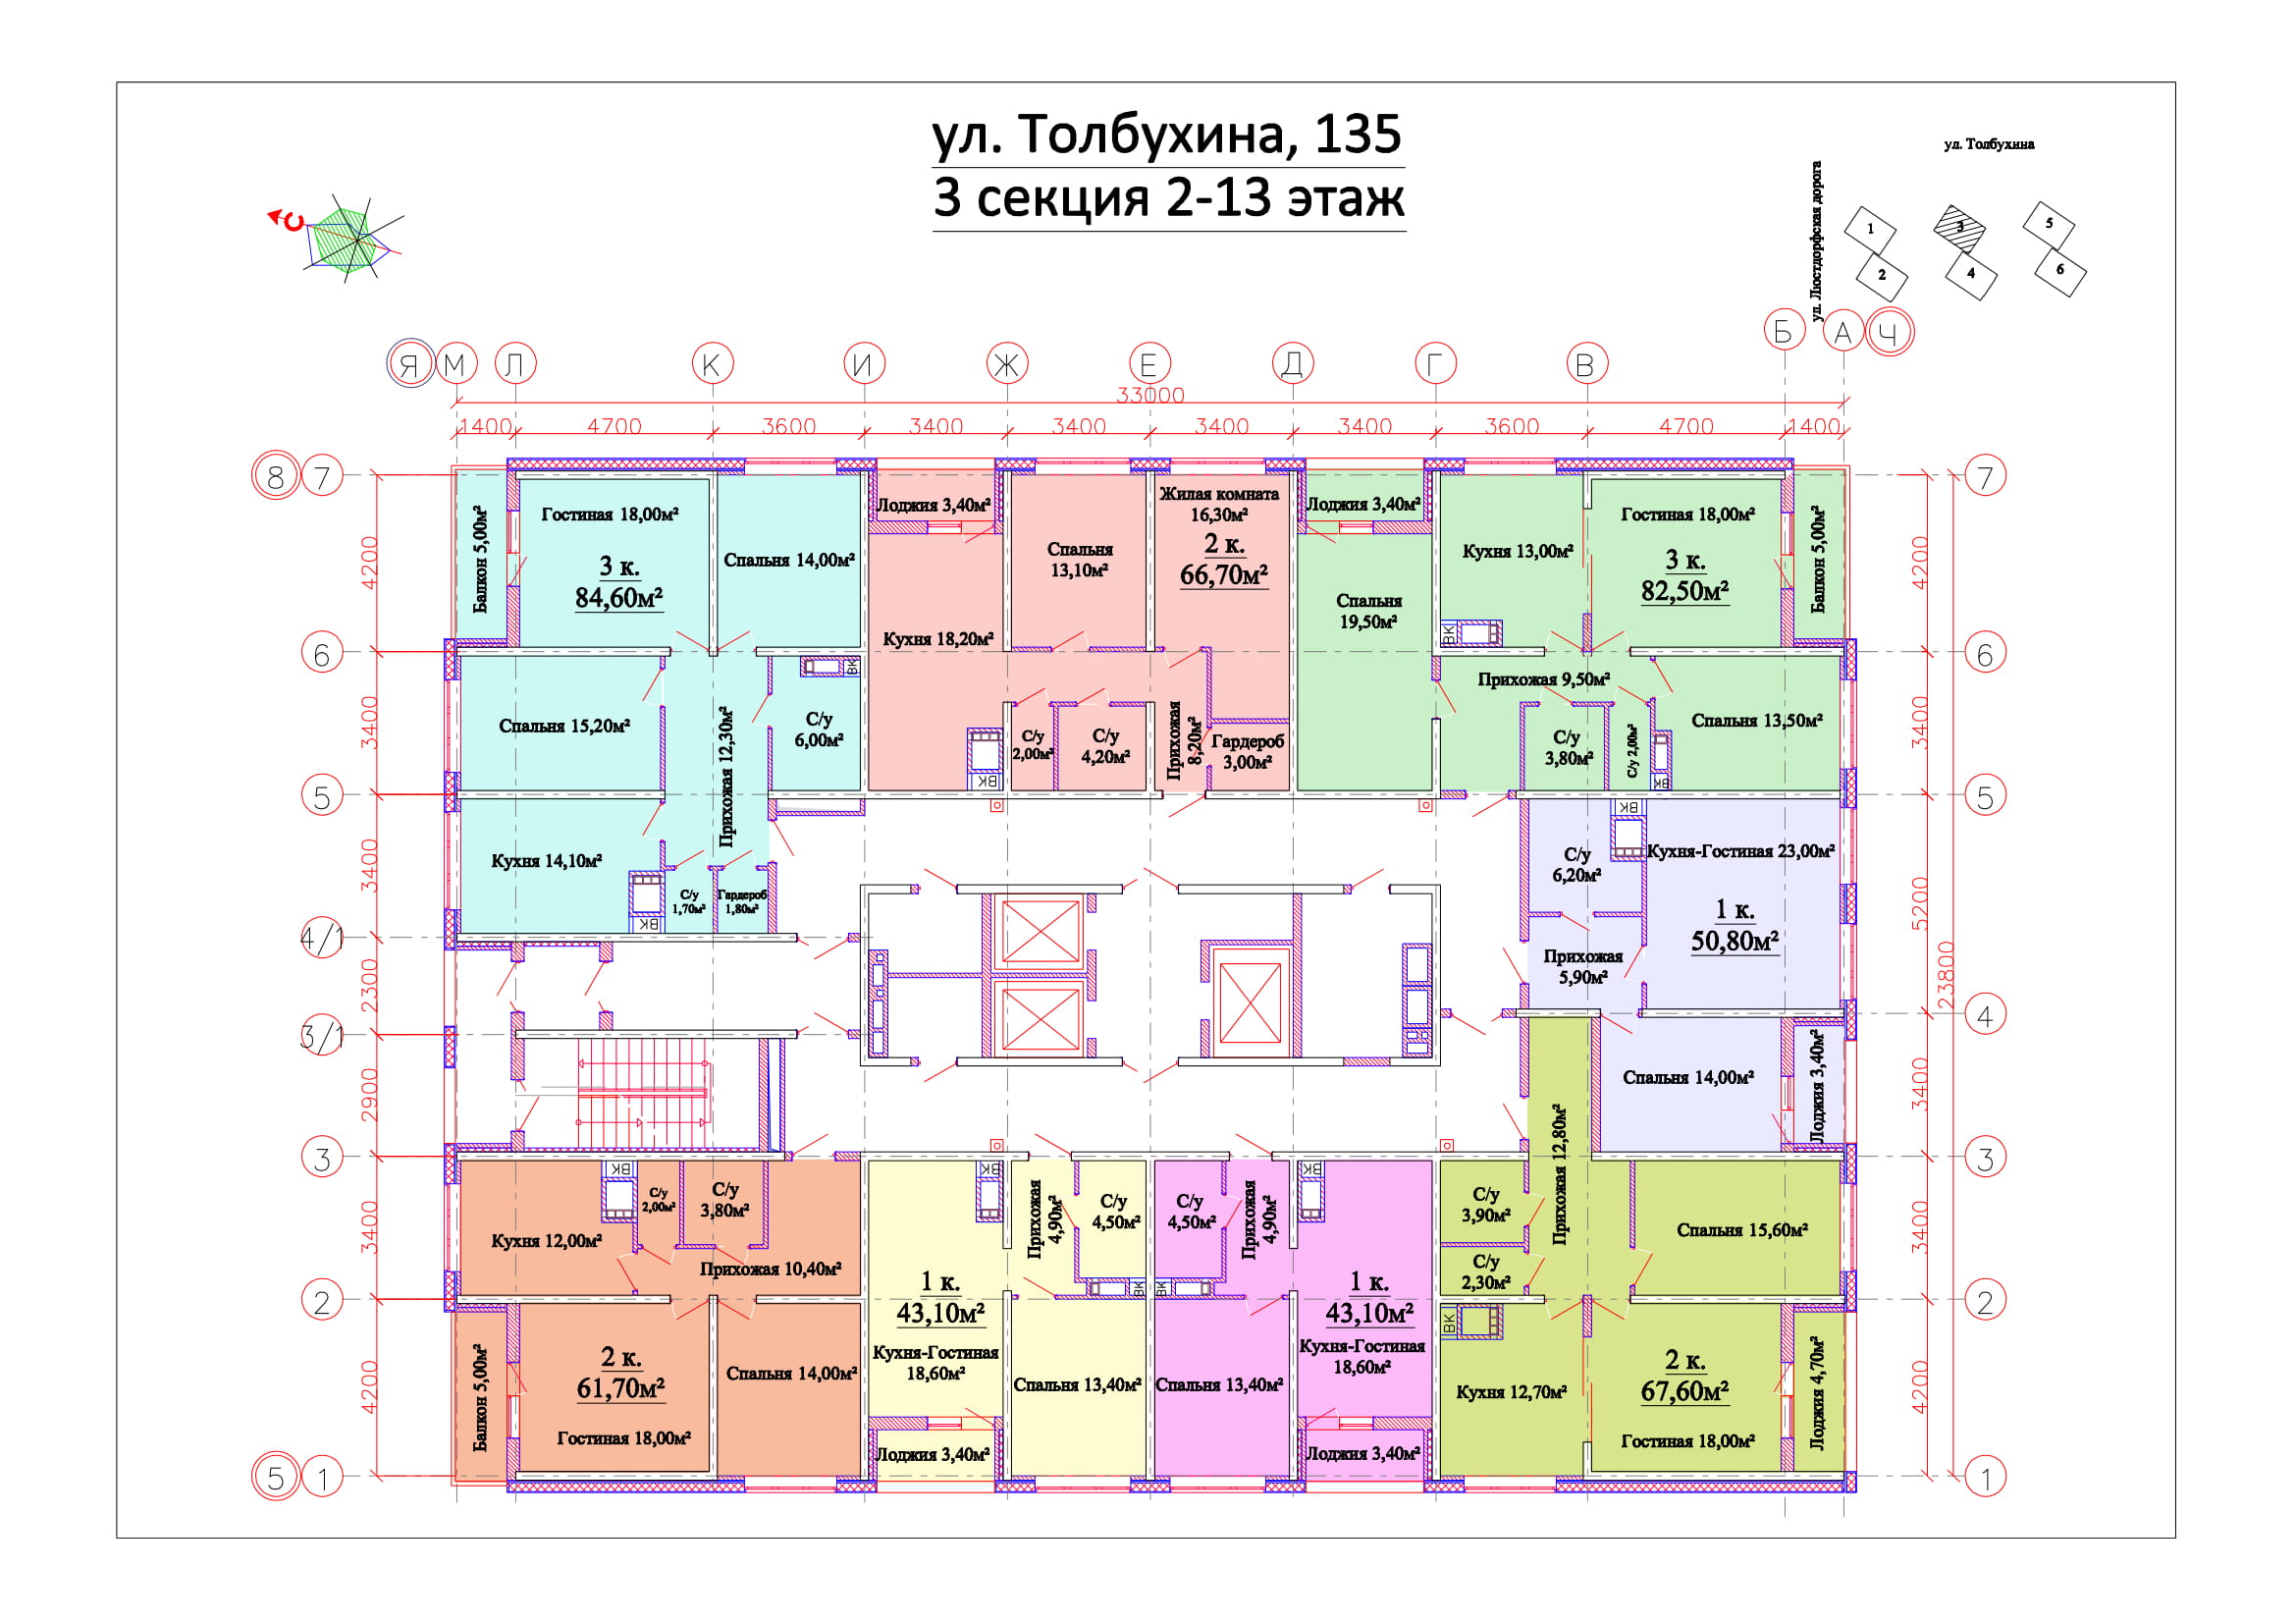 ул. Толбухина, 135
3 секция 2-13 этаж
ул. Толбухина
ул. Люстдорфская дорога
С
1
2
3
4
5
6
Я М Л К И Ж Е Д Г В Б А Ч
33000
1400 4700 3600 3400 3400 3400 3400 3600 4700 1400
8 7
6
5
4/1
3/1
3
2
5 1
4200
3400
3400
2300
2900
3400
4200
Балкон 5,00м²
Гостиная 18,00м²
3 к.
84,60м²
Спальня 14,00м²
Спальня 15,20м²
Прихожая 12,30м²
С/у
6,00м²
ВК
Кухня 14,10м²
ВК
С/у
1,70м²
Гардероб
1,80м²
Лоджия 3,40м²
Кухня 18,20м²
Спальня
13,10м²
Жилая комната
16,30м²
2 к.
66,70м²
ВК
С/у
2,00м²
С/у
4,20м²
Прихожая
8,20м²
Гардероб
3,00м²
Лоджия 3,40м²
Спальня
19,50м²
Кухня 13,00м²
ВК
Гостиная 18,00м²
3 к.
82,50м²
Балкон 5,00м²
Прихожая 9,50м²
С/у
3,80м²
С/у 2,00м²
ВК
Спальня 13,50м²
ВК
С/у
6,20м²
Кухня-Гостиная 23,00м²
1 к.
50,80м²
Прихожая
5,90м²
Спальня 14,00м²
Лоджия 3,40м²
Кухня 12,00м²
ВК
С/у
2,00м²
С/у
3,80м²
Прихожая 10,40м²
Балкон 5,00м²
2 к.
61,70м²
Гостиная 18,00м²
Спальня 14,00м²
ВК
Прихожая
4,90м²
С/у
4,50м²
ВК
1 к.
43,10м²
Кухня-Гостиная
18,60м²
Спальня 13,40м²
Лоджия 3,40м²
С/у
4,50м²
ВК
Прихожая
4,90м²
ВК
1 к.
43,10м²
Кухня-Гостиная
18,60м²
Спальня 13,40м²
Лоджия 3,40м²
Прихожая 12,80м²
С/у
3,90м²
С/у
2,30м²
Спальня 15,60м²
ВК
Кухня 12,70м²
2 к.
67,60м²
Гостиная 18,00м²
Лоджия 4,70м²
4200
3400
5200
3400
3400
4200
23800
7
6
5
4
3
2
1